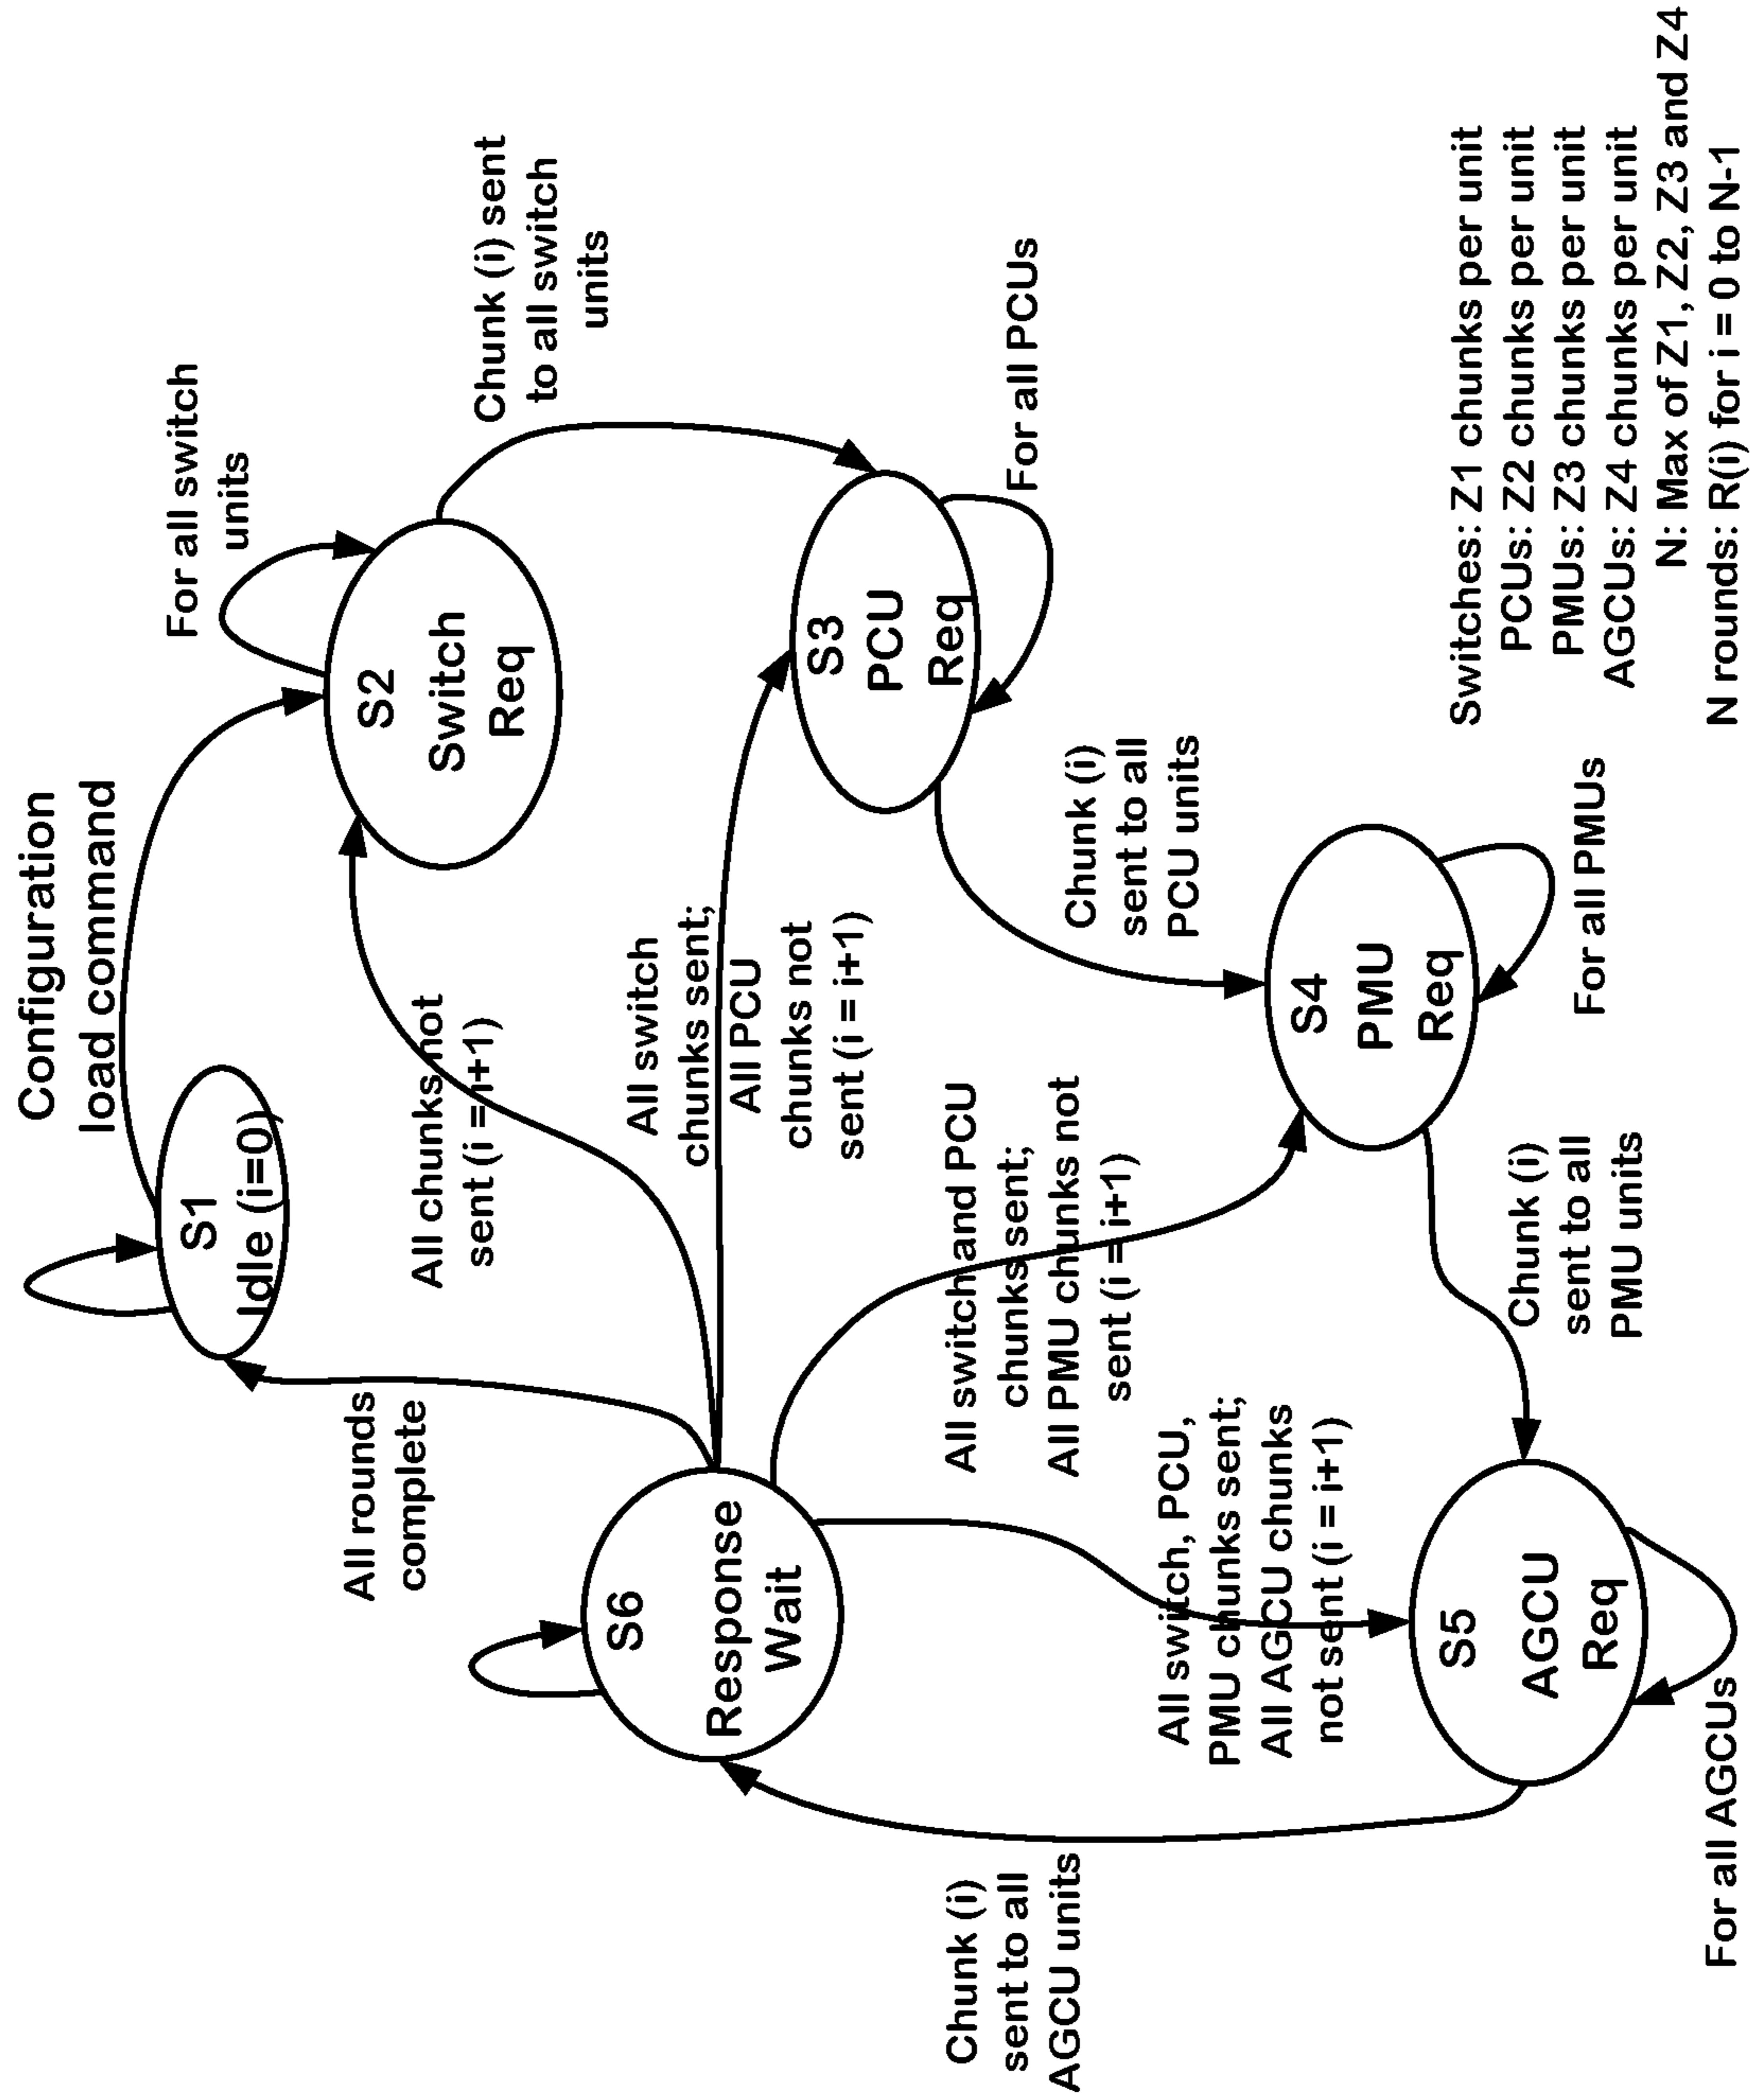 Configuration
load command
S1
Idle (i=0)
For all switch
units
S2
Switch
Req
Chunk (i) sent
to all switch
units
All rounds
complete
All chunks not
sent (i = i+1)
All switch
chunks sent;
All PCU
chunks not
sent (i = i+1)
S3
PCU
Req
For all PCUs
S6
Response
Wait
All switch and PCU
chunks sent;
All PMU chunks not
sent (i = i+1)
Chunk (i)
sent to all
PCU units
S4
PMU
Req
For all PMUs
All switch, PCU,
PMU chunks sent;
All AGCU chunks
not sent (i = i+1)
Chunk (i)
sent to all
PMU units
Chunk (i)
sent to all
AGCU units
S5
AGCU
Req
For all AGCUs
Switches: Z1 chunks per unit
PCUs: Z2 chunks per unit
PMUs: Z3 chunks per unit
AGCUs: Z4 chunks per unit
N: Max of Z1, Z2, Z3 and Z4
N rounds: R(i) for i = 0 to N-1